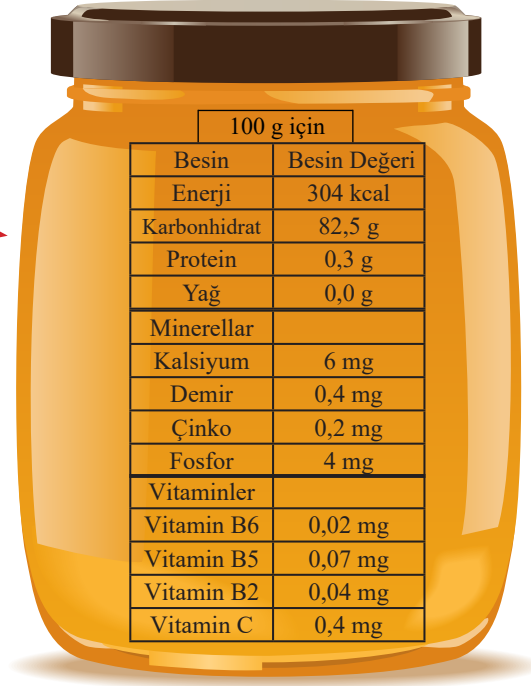 100 g için
Besin Besin Değeri
Enerji 304 kcal
Karbonhidrat 82,5 g
Protein 0,3 g
Yağ 0,0 g
Minerellar
Kalsiyum 6 mg
Demir 0,4 mg
Çinko 0,2 mg
Fosfor 4 mg
Vitaminler
Vitamin B6 0,02 mg
Vitamin B5 0,07 mg
Vitamin B2 0,04 mg
Vitamin C 0,4 mg